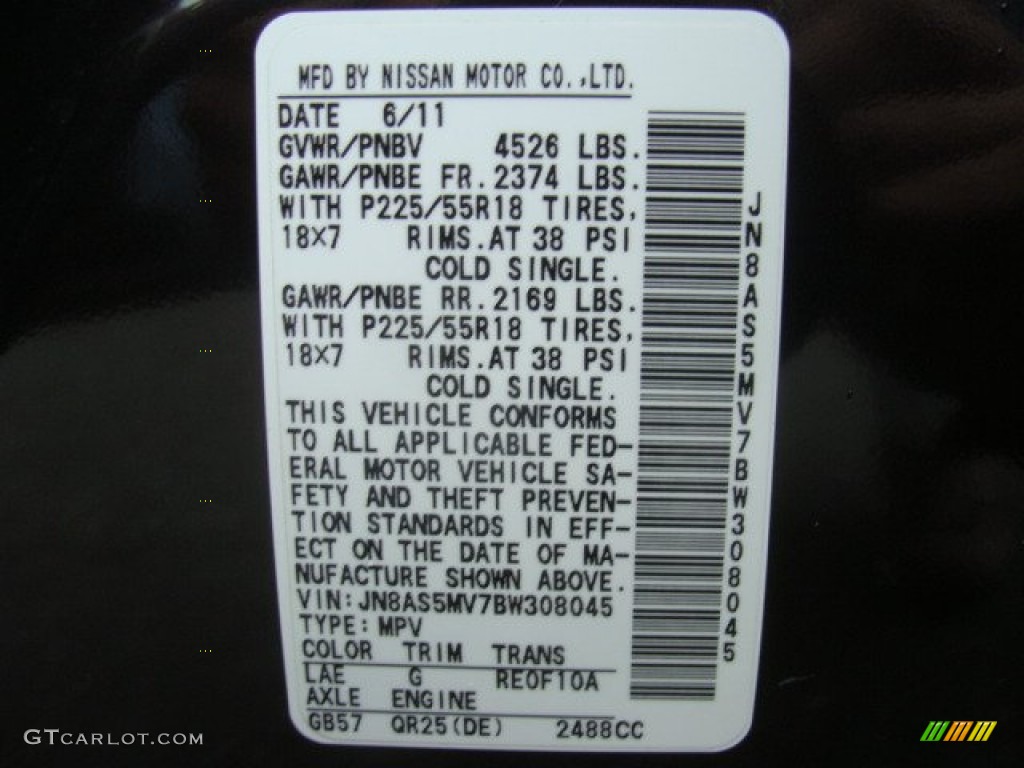 MFD BY NISSAN MOTOR CO.,LTD.
DATE 6/11
GVWR/PNBV 4526 LBS.
GAWR/PNBE FR.2374 LBS.
WITH P225/55R18 TIRES,
18X7 RIMS.AT 38 PSI
COLD SINGLE.
GAWR/PNBE RR.2169 LBS.
WITH P225/55R18 TIRES,
18X7 RIMS.AT 38 PSI
COLD SINGLE.
THIS VEHICLE CONFORMS
TO ALL APPLICABLE FED-
ERAL MOTOR VEHICLE SA-
FETY AND THEFT PREVEN-
TION STANDARDS IN EFF-
ECT ON THE DATE OF MA-
NUFACTURE SHOWN ABOVE.
VIN:JN8AS5MV7BW308045
TYPE:MPV
COLOR TRIM TRANS
LAE G RE0F10A
AXLE ENGINE
GB57 QR25(DE) 2488CC
JN8AS5MV7BW308045
GTCARLOT.COM